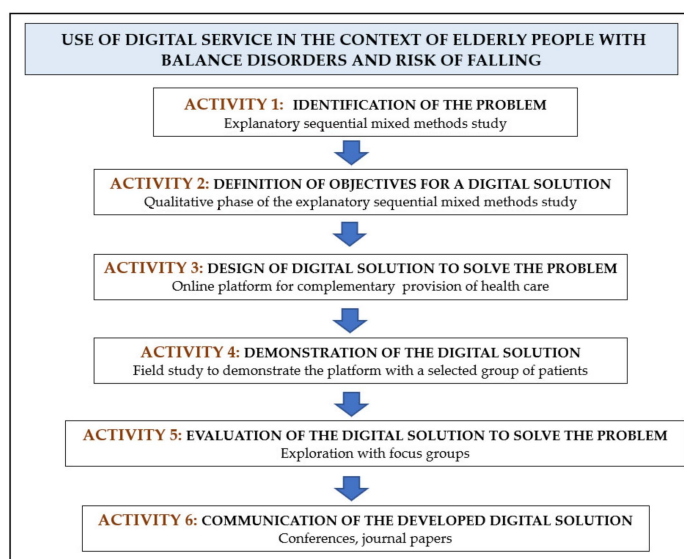 USE OF DIGITAL SERVICE IN THE CONTEXT OF ELDERLY PEOPLE WITH
BALANCE DISORDERS AND RISK OF FALLING
ACTIVITY 1: IDENTIFICATION OF THE PROBLEM
Explanatory sequential mixed methods study
ACTIVITY 2: DEFINITION OF OBJECTIVES FOR A DIGITAL SOLUTION
Qualitative phase of the explanatory sequential mixed methods study
ACTIVITY 3: DESIGN OF DIGITAL SOLUTION TO SOLVE THE PROBLEM
Online platform for complementary provision of health care
ACTIVITY 4: DEMONSTRATION OF THE DIGITAL SOLUTION
Field study to demonstrate the platform with a selected group of patients
ACTIVITY 5: EVALUATION OF THE DIGITAL SOLUTION TO SOLVE THE PROBLEM
Exploration with focus groups
ACTIVITY 6: COMMUNICATION OF THE DEVELOPED DIGITAL SOLUTION
Conferences, journal papers